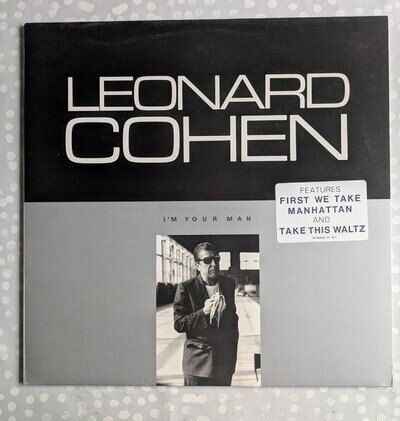 LEONARD
COHEN
I'M YOUR MAN
FEATURES
FIRST WE TAKE
MANHATTAN
AND
TAKE THIS WALTZ